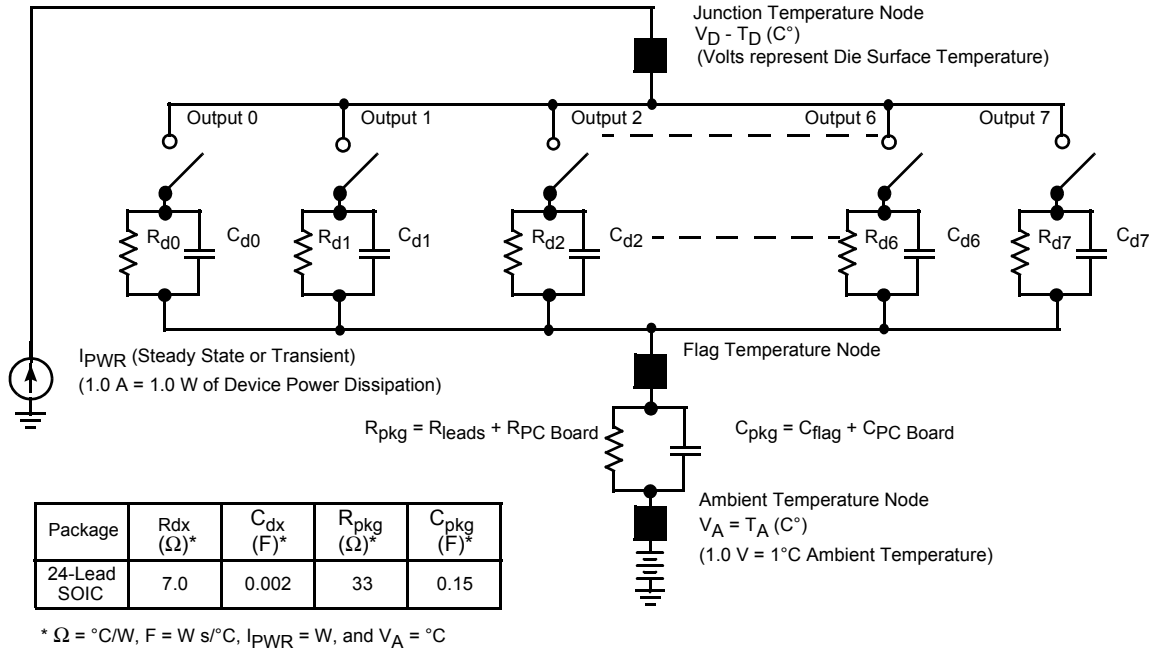 Junction Temperature Node
VD - TD (C°)
(Volts represent Die Surface Temperature)
Output 0
Output 1
Output 2
Output 6
Output 7
Rd0
Cd0
Rd1
Cd1
Rd2
Cd2
Rd6
Cd6
Rd7
Cd7
IPWR (Steady State or Transient)
(1.0 A = 1.0 W of Device Power Dissipation)
Flag Temperature Node
Rpkg = Rleads + RPC Board
Cpkg = Cflag + CPC Board
Ambient Temperature Node
VA = TA (C°)
(1.0 V = 1°C Ambient Temperature)
Package Rdx (Ω)* Cdx (F)* Rpkg (Ω)* Cpkg (F)*
24-Lead SOIC 7.0 0.002 33 0.15
* Ω = °C/W, F = W s/°C, IPWR = W, and VA = °C